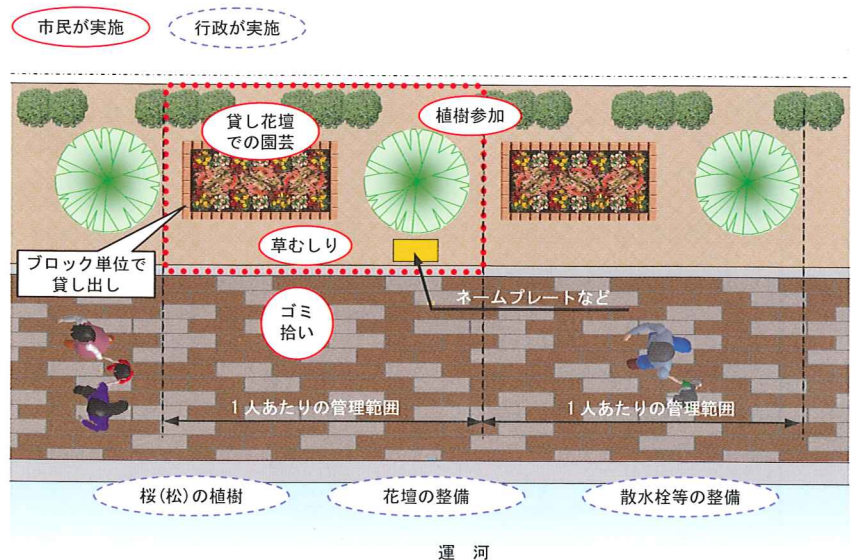 市民が実施
行政が実施
貸し花壇
での園芸
植樹参加
草むしり
ブロック単位で
貸し出し
ネームプレートなど
ゴミ
拾い
1人あたりの管理範囲
1人あたりの管理範囲
桜(松)の植樹
花壇の整備
散水栓等の整備
運 河